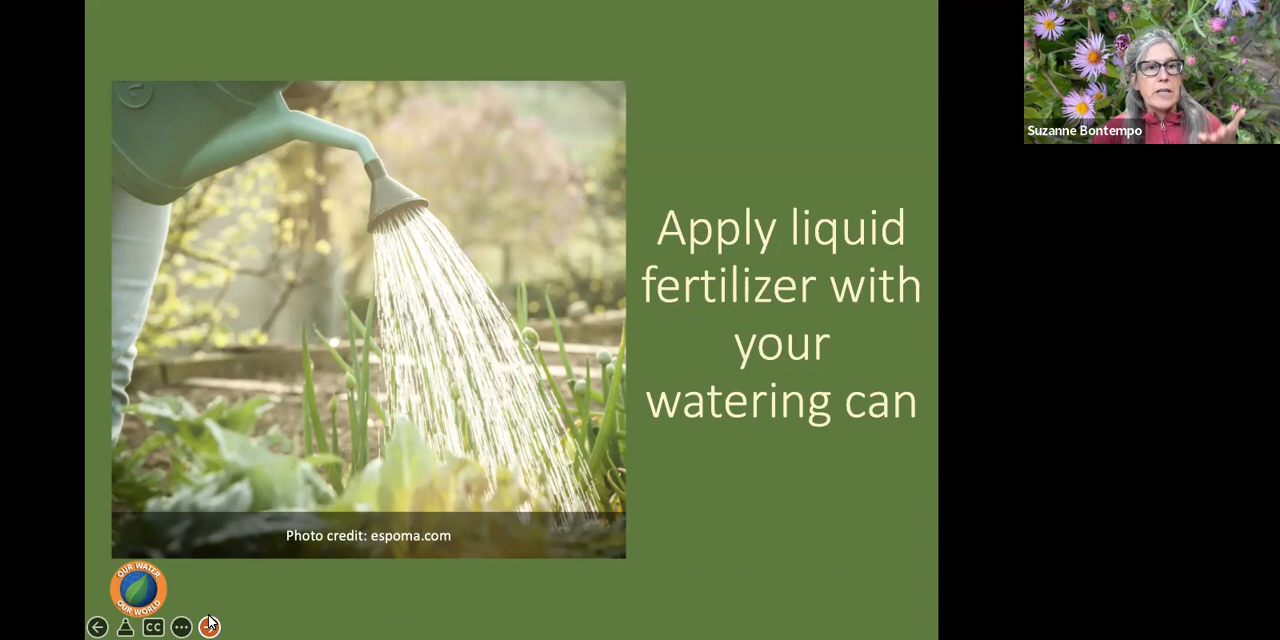 Suzanne Bontempo
Apply liquid
fertilizer with
your
watering can
Photo credit: espoma.com
OUR WATER
OUR WORLD
CC